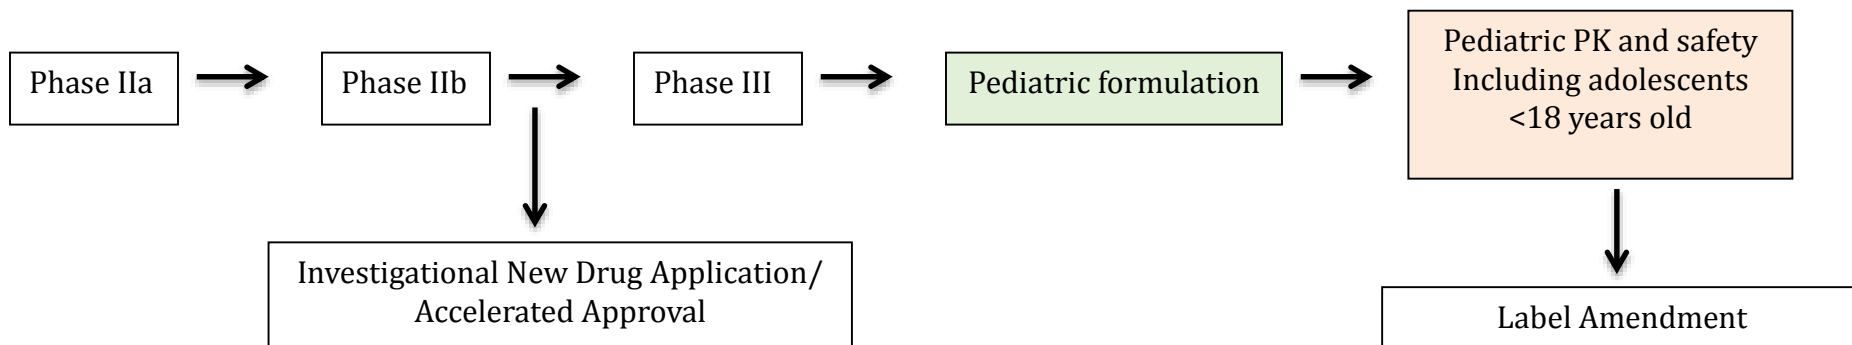 Phase IIa
Phase IIb
Phase III
Pediatric formulation
Pediatric PK and safety
Including adolescents
<18 years old
Investigational New Drug Application/
Accelerated Approval
Label Amendment